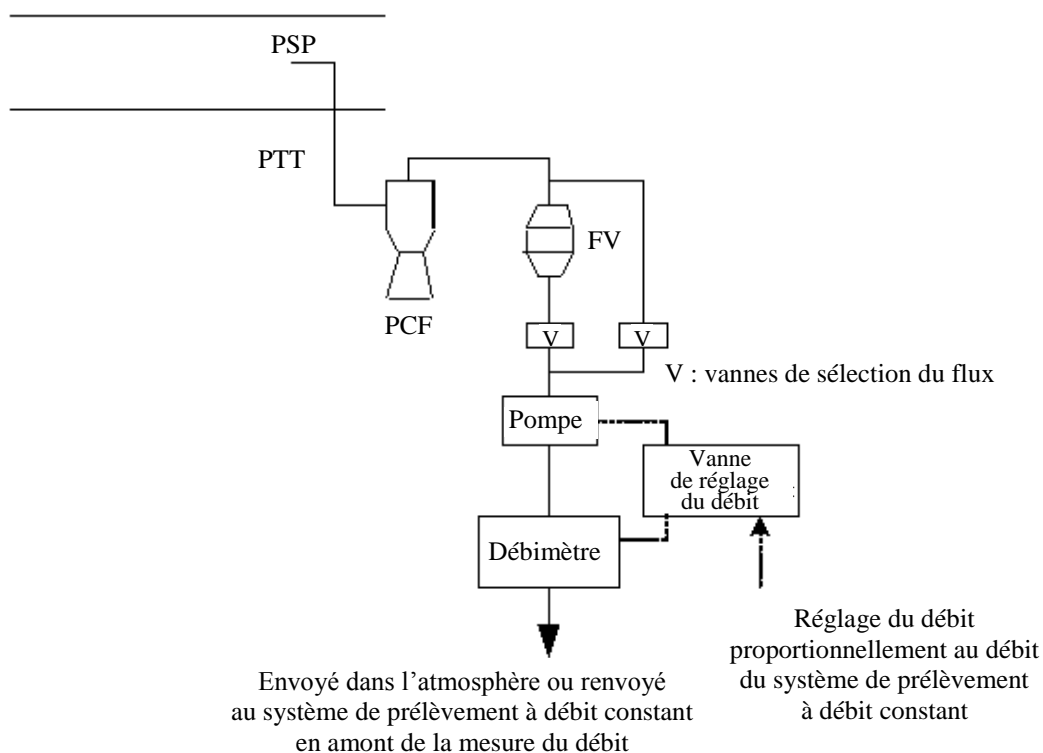 PSP
PTT
FV
PCF
V
V
V : vannes de sélection du flux
Pompe
Vanne
de réglage
du débit
Débimètre
Réglage du débit
proportionnellement au débit
du système de prélèvement
à débit constant
Envoyé dans l’atmosphère ou renvoyé
au système de prélèvement à débit constant
en amont de la mesure du débit